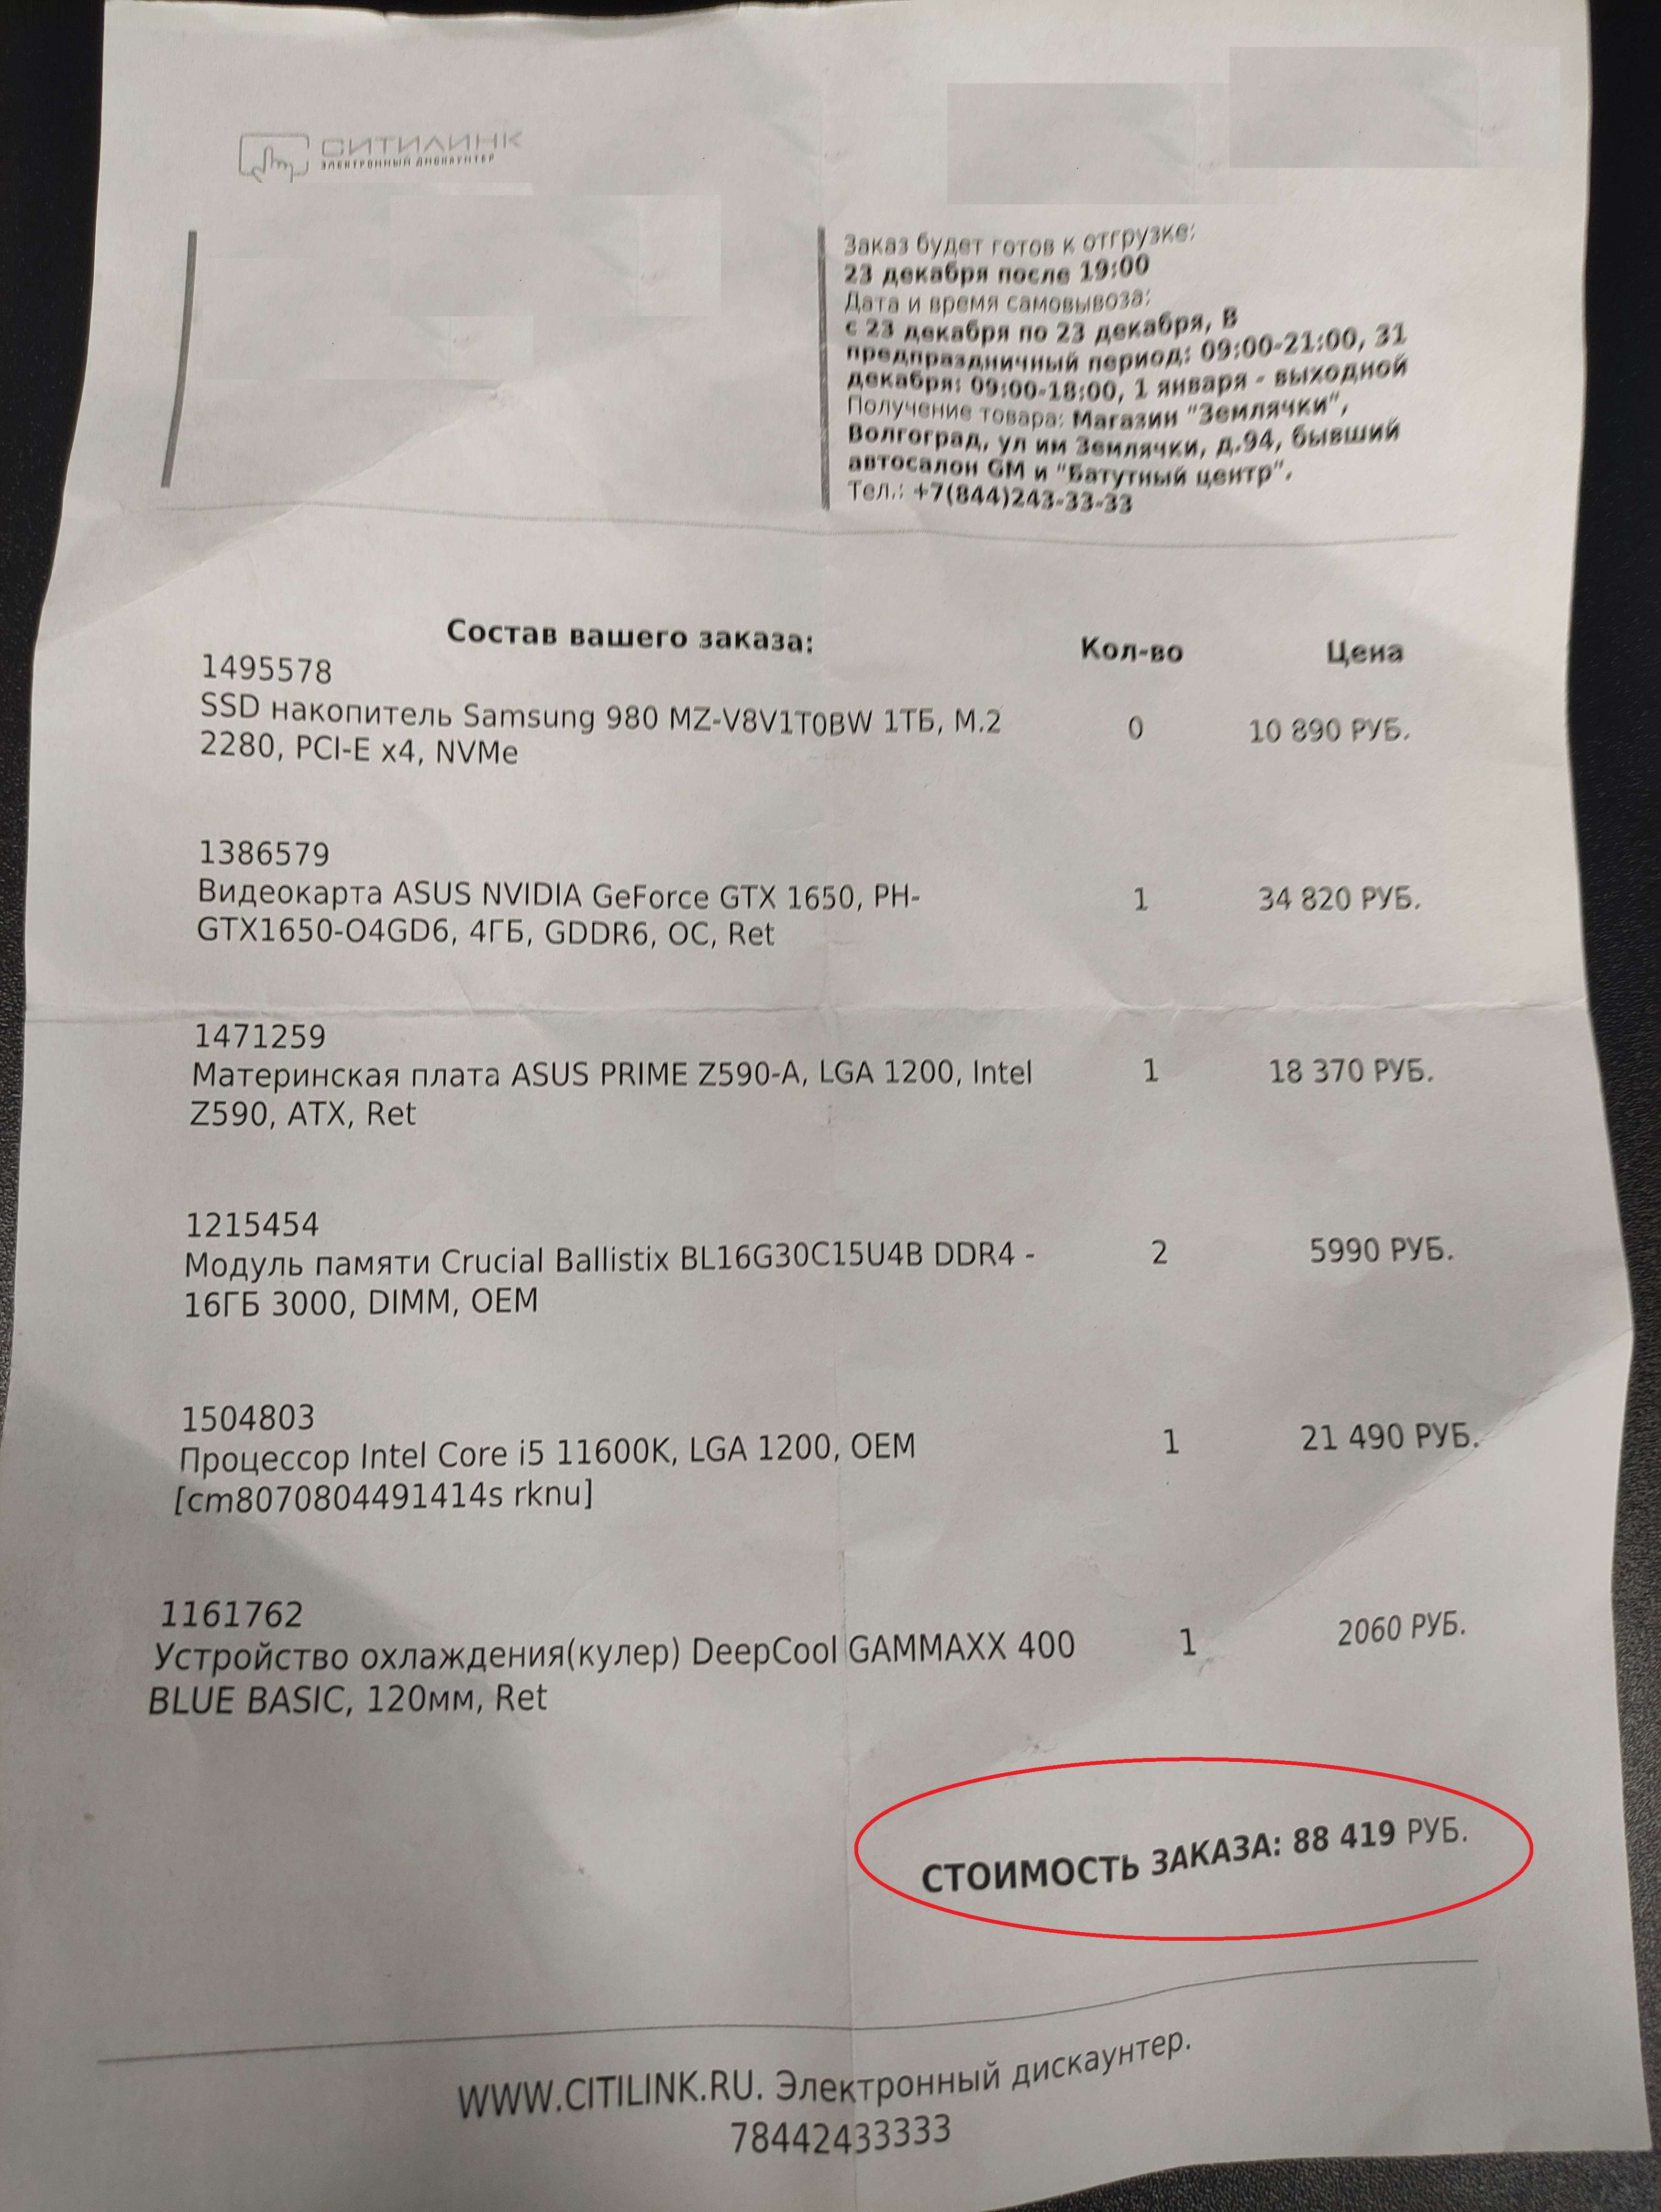 СИТИЛИНК
ЭЛЕКТРОННЫЙ ДИСКАУНТЕР
Заказ будет готов к отгрузке:
23 декабря после 19:00
Дата и время самовывоза:
с 23 декабря по 23 декабря, В
предпраздничный период: 09:00-21:00, 31
декабря: 09:00-18:00, 1 января - выходной
Получение товара: Магазин "Землячки",
Волгоград, ул им Землячки, д.94, бывший
автосалон GM и "Батутный центр",
Тел.: +7(844)243-33-33
Состав вашего заказа: Кол-во Цена
1495578
SSD накопитель Samsung 980 MZ-V8V1T0BW 1ТБ, M.2 0 10 890 РУБ.
2280, PCI-E x4, NVMe
1386579
Видеокарта ASUS NVIDIA GeForce GTX 1650, PH- 1 34 820 РУБ.
GTX1650-O4GD6, 4ГБ, GDDR6, OC, Ret
1471259
Материнская плата ASUS PRIME Z590-A, LGA 1200, Intel 1 18 370 РУБ.
Z590, ATX, Ret
1215454
Модуль памяти Crucial Ballistix BL16G30C15U4B DDR4 - 2 5990 РУБ.
16ГБ 3000, DIMM, OEM
1504803
Процессор Intel Core i5 11600K, LGA 1200, OEM 1 21 490 РУБ.
[cm8070804491414s rknu]
1161762
Устройство охлаждения(кулер) DeepCool GAMMAXX 400 1 2060 РУБ.
BLUE BASIC, 120мм, Ret
СТОИМОСТЬ ЗАКАЗА: 88 419 РУБ.
WWW.CITILINK.RU. Электронный дискаунтер.
78442433333